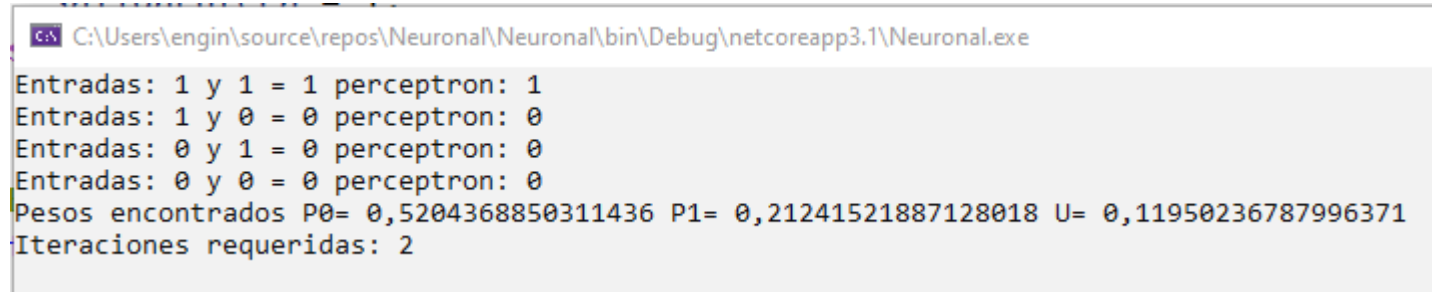 C:\Users\engin\source\repos\Neuronal\Neuronal\bin\Debug\netcoreapp3.1\Neuronal.exe
Entradas: 1 y 1 = 1 perceptron: 1
Entradas: 1 y 0 = 0 perceptron: 0
Entradas: 0 y 1 = 0 perceptron: 0
Entradas: 0 y 0 = 0 perceptron: 0
Pesos encontrados P0= 0,5204368850311436 P1= 0,21241521887128018 U= 0,11950236787996371
Iteraciones requeridas: 2